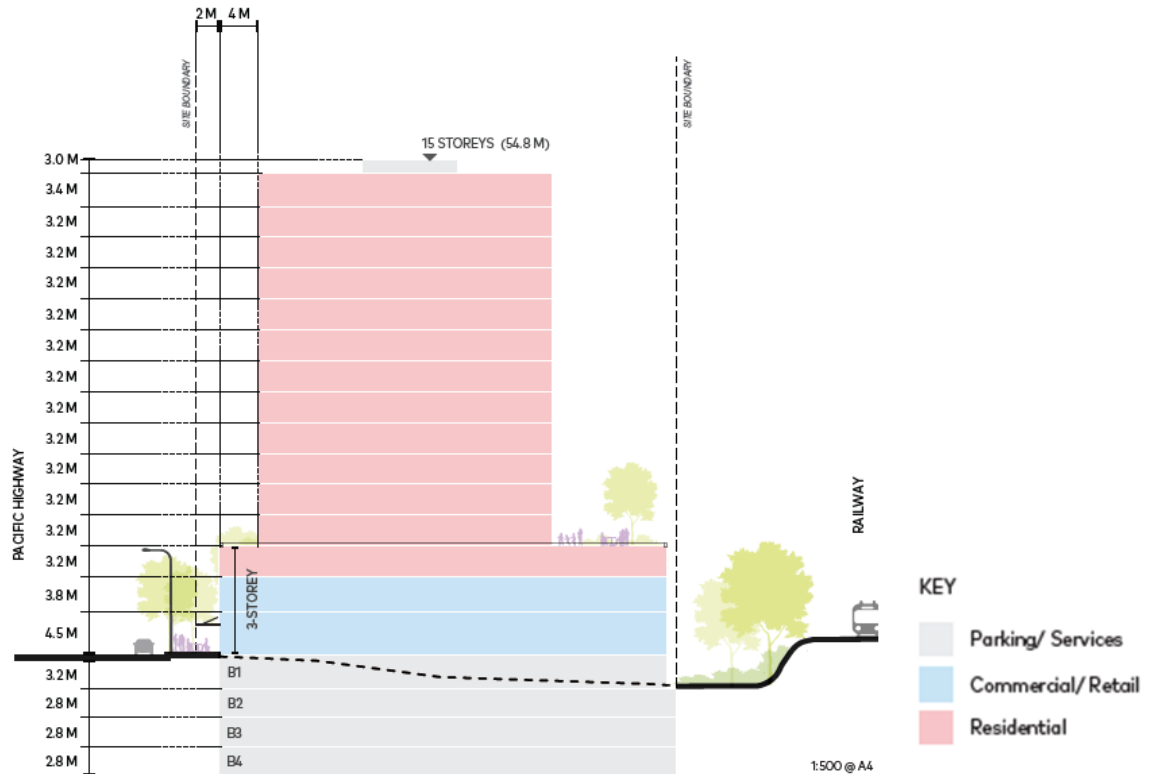 2 M 4 M
SITE BOUNDARY
SITE BOUNDARY
15 STOREYS (54.8 M)
3.0 M
3.4 M
3.2 M
3.2 M
3.2 M
3.2 M
3.2 M
3.2 M
3.2 M
3.2 M
3.2 M
3.2 M
3.2 M
3.2 M
3.8 M
4.5 M
3.2 M
2.8 M
2.8 M
2.8 M
PACIFIC HIGHWAY
3-STOREY
B1
B2
B3
B4
RAILWAY
KEY
Parking/ Services
Commercial/ Retail
Residential
1:500 @ A4